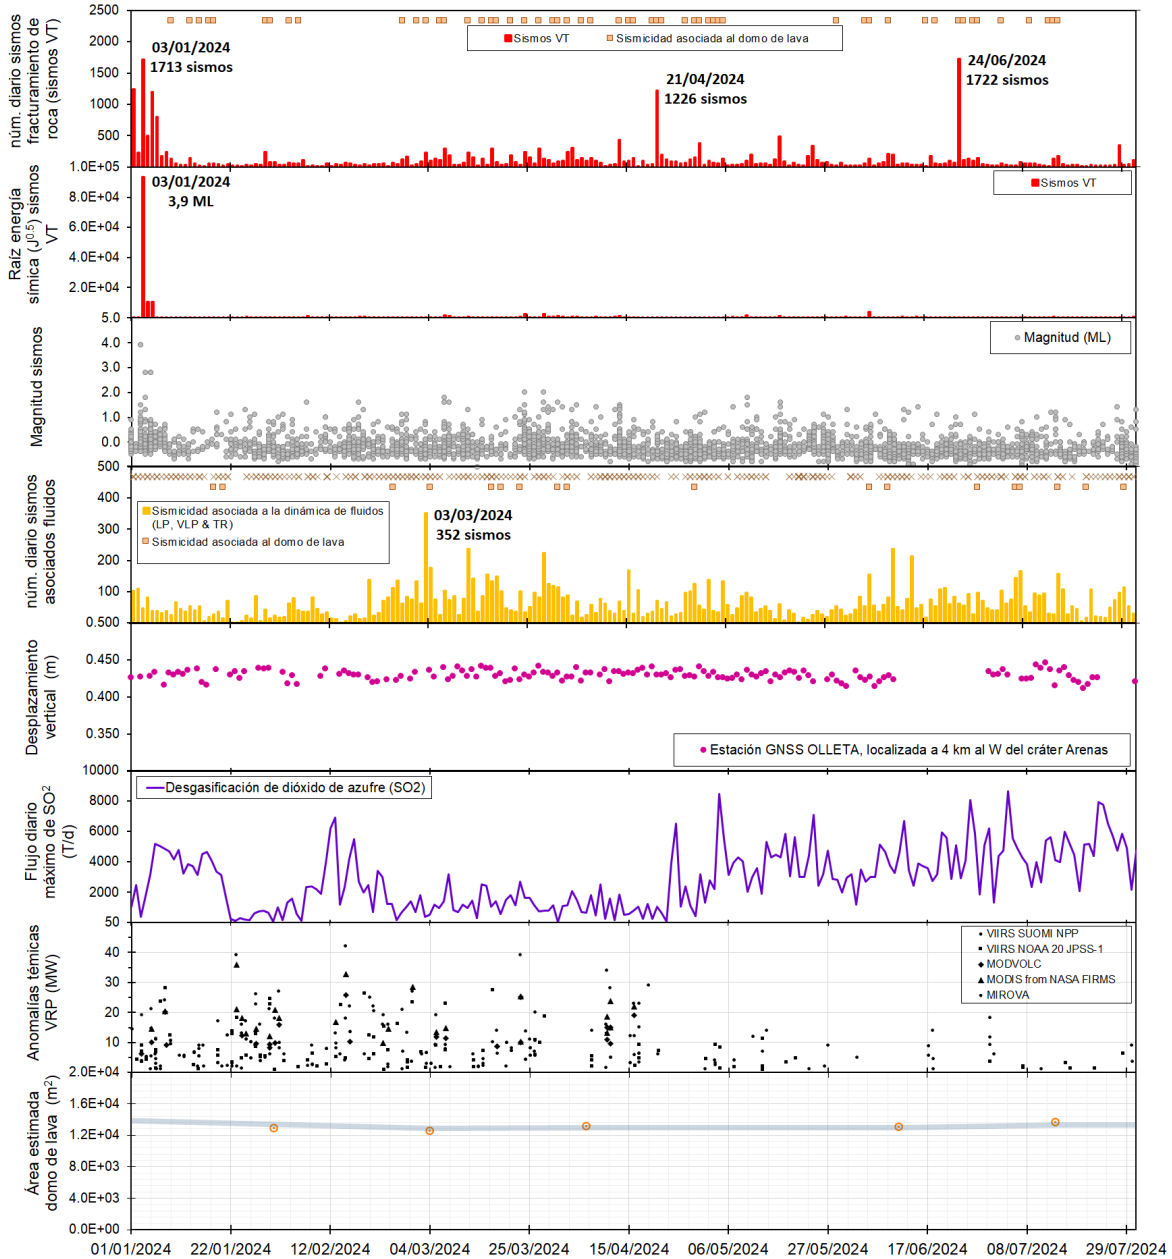 núm. diario sismos
fracturamiento de
roca (sismos VT)
2500
2000
1500
1000
500
1.0E+05
Sismos VT
Sismicidad asociada al domo de lava
03/01/2024
1713 sismos
21/04/2024
1226 sismos
24/06/2024
1722 sismos
Raíz energía
símica (J0.5) sismos
VT
8.0E+04
6.0E+04
4.0E+04
2.0E+04
5.0
03/01/2024
3,9 ML
Sismos VT
Magnitud sismos
4.0
3.0
2.0
1.0
0.0
500
Magnitud (ML)
núm. diario sismos
asociados fluidos
400
300
200
100
0.500
Sismicidad asociada a la dinámica de fluidos
(LP, VLP & TR)
Sismicidad asociada al domo de lava
03/03/2024
352 sismos
Desplazamiento
vertical (m)
0.450
0.400
0.350
10000
Estación GNSS OLLETA, localizada a 4 km al W del cráter Arenas
Flujo diario
máximo de SO2
(T/d)
8000
6000
4000
2000
50
Desgasificación de dióxido de azufre (SO2)
Anomalías témicas
VRP (MW)
40
30
20
10
2.0E+04
VIIRS SUOMI NPP
VIIRS NOAA 20 JPSS-1
MODVOLC
MODIS from NASA FIRMS
MIROVA
Área estimada
domo de lava (m2)
1.6E+04
1.2E+04
8.0E+03
4.0E+03
0.0E+00
01/01/2024
22/01/2024
12/02/2024
04/03/2024
25/03/2024
15/04/2024
06/05/2024
27/05/2024
17/06/2024
08/07/2024
29/07/2024